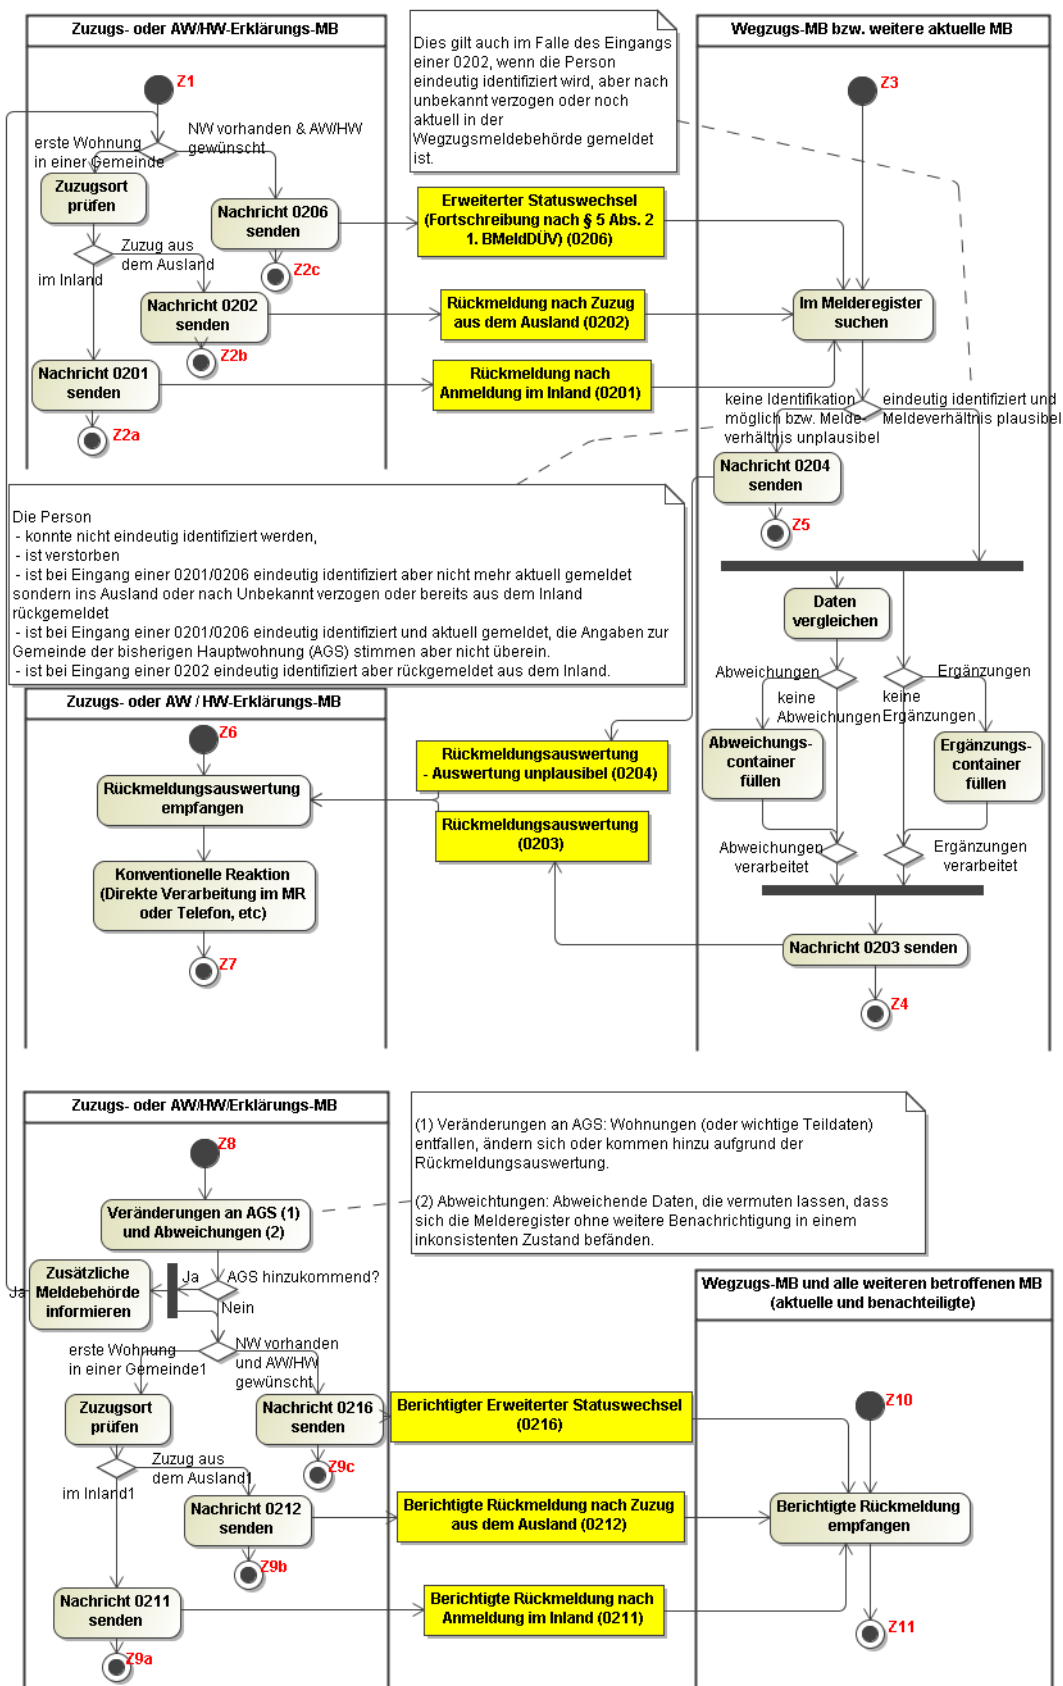 Zuzugs- oder AW/HW-Erklärungs-MB
Z1
NW vorhanden & AW/HW
gewünscht
erste Wohnung
in einer Gemeinde
Zuzugsort
prüfen
Nachricht 0206
senden
Z2c
Zuzug aus
dem Ausland
im Inland
Nachricht 0202
senden
Z2b
Nachricht 0201
senden
Z2a
Dies gilt auch im Falle des Eingangs
einer 0202, wenn die Person
eindeutig identifiziert wird, aber nach
unbekannt verzogen oder noch
aktuell in der
Wegzugsmeldebehörde gemeldet
ist.
Erweiterter Statuswechsel
(Fortschreibung nach § 5 Abs. 2
1. BMeldDÜV) (0206)
Rückmeldung nach Zuzug
aus dem Ausland (0202)
Rückmeldung nach
Anmeldung im Inland (0201)
Wegzugs-MB bzw. weitere aktuelle MB
Z3
Im Melderegister
suchen
keine Identifikation
möglich bzw. Melde-
verhältnis unplausibel
eindeutig identifiziert und
Meldeverhältnis plausibel
Nachricht 0204
senden
Z5
Die Person
- konnte nicht eindeutig identifiziert werden,
- ist verstorben
- ist bei Eingang einer 0201/0206 eindeutig identifiziert aber nicht mehr aktuell gemeldet
sondern ins Ausland oder nach Unbekannt verzogen oder bereits aus dem Inland
rückgemeldet
- ist bei Eingang einer 0201/0206 eindeutig identifiziert und aktuell gemeldet, die Angaben zur
Gemeinde der bisherigen Hauptwohnung (AGS) stimmen aber nicht überein.
- ist bei Eingang einer 0202 eindeutig identifiziert aber rückgemeldet aus dem Inland.
Daten
vergleichen
Abweichungen
keine
Abweichungen
Ergänzungen
keine
Ergänzungen
Abweichungs-
container
füllen
Ergänzungs-
container
füllen
Abweichungen
verarbeitet
Ergänzungen
verarbeitet
Nachricht 0203 senden
Z4
Zuzugs- oder AW / HW-Erklärungs-MB
Z6
Rückmeldungsauswertung
empfangen
Konventionelle Reaktion
(Direkte Verarbeitung im MR
oder Telefon, etc)
Z7
Rückmeldungsauswertung
- Auswertung unplausibel (0204)
Rückmeldungsauswertung
(0203)
Zuzugs- oder AW/HW/Erklärungs-MB
Z8
Veränderungen an AGS (1)
und Abweichungen (2)
(1) Veränderungen an AGS: Wohnungen (oder wichtige Teildaten)
entfallen, ändern sich oder kommen hinzu aufgrund der
Rückmeldungsauswertung.
(2) Abweichtungen: Abweichende Daten, die vermuten lassen, dass
sich die Melderegister ohne weitere Benachrichtigung in einem
inkonsistenten Zustand befänden.
Ja
Zusätzliche
Meldebehörde
informieren
Ja
AGS hinzukommend?
Nein
erste Wohnung
in einer Gemeinde1
NW vorhanden
und AW/HW
gewünscht
Zuzugsort
prüfen
Nachricht 0216
senden
Z9c
Zuzug aus
dem Ausland1
im Inland1
Nachricht 0212
senden
Z9b
Nachricht 0211
senden
Z9a
Berichtigter Erweiterter Statuswechsel
(0216)
Berichtigte Rückmeldung nach Zuzug
aus dem Ausland (0212)
Berichtigte Rückmeldung nach
Anmeldung im Inland (0211)
Wegzugs-MB und alle weiteren betroffenen MB
(aktuelle und benachteiligte)
Z10
Berichtigte Rückmeldung
empfangen
Z11